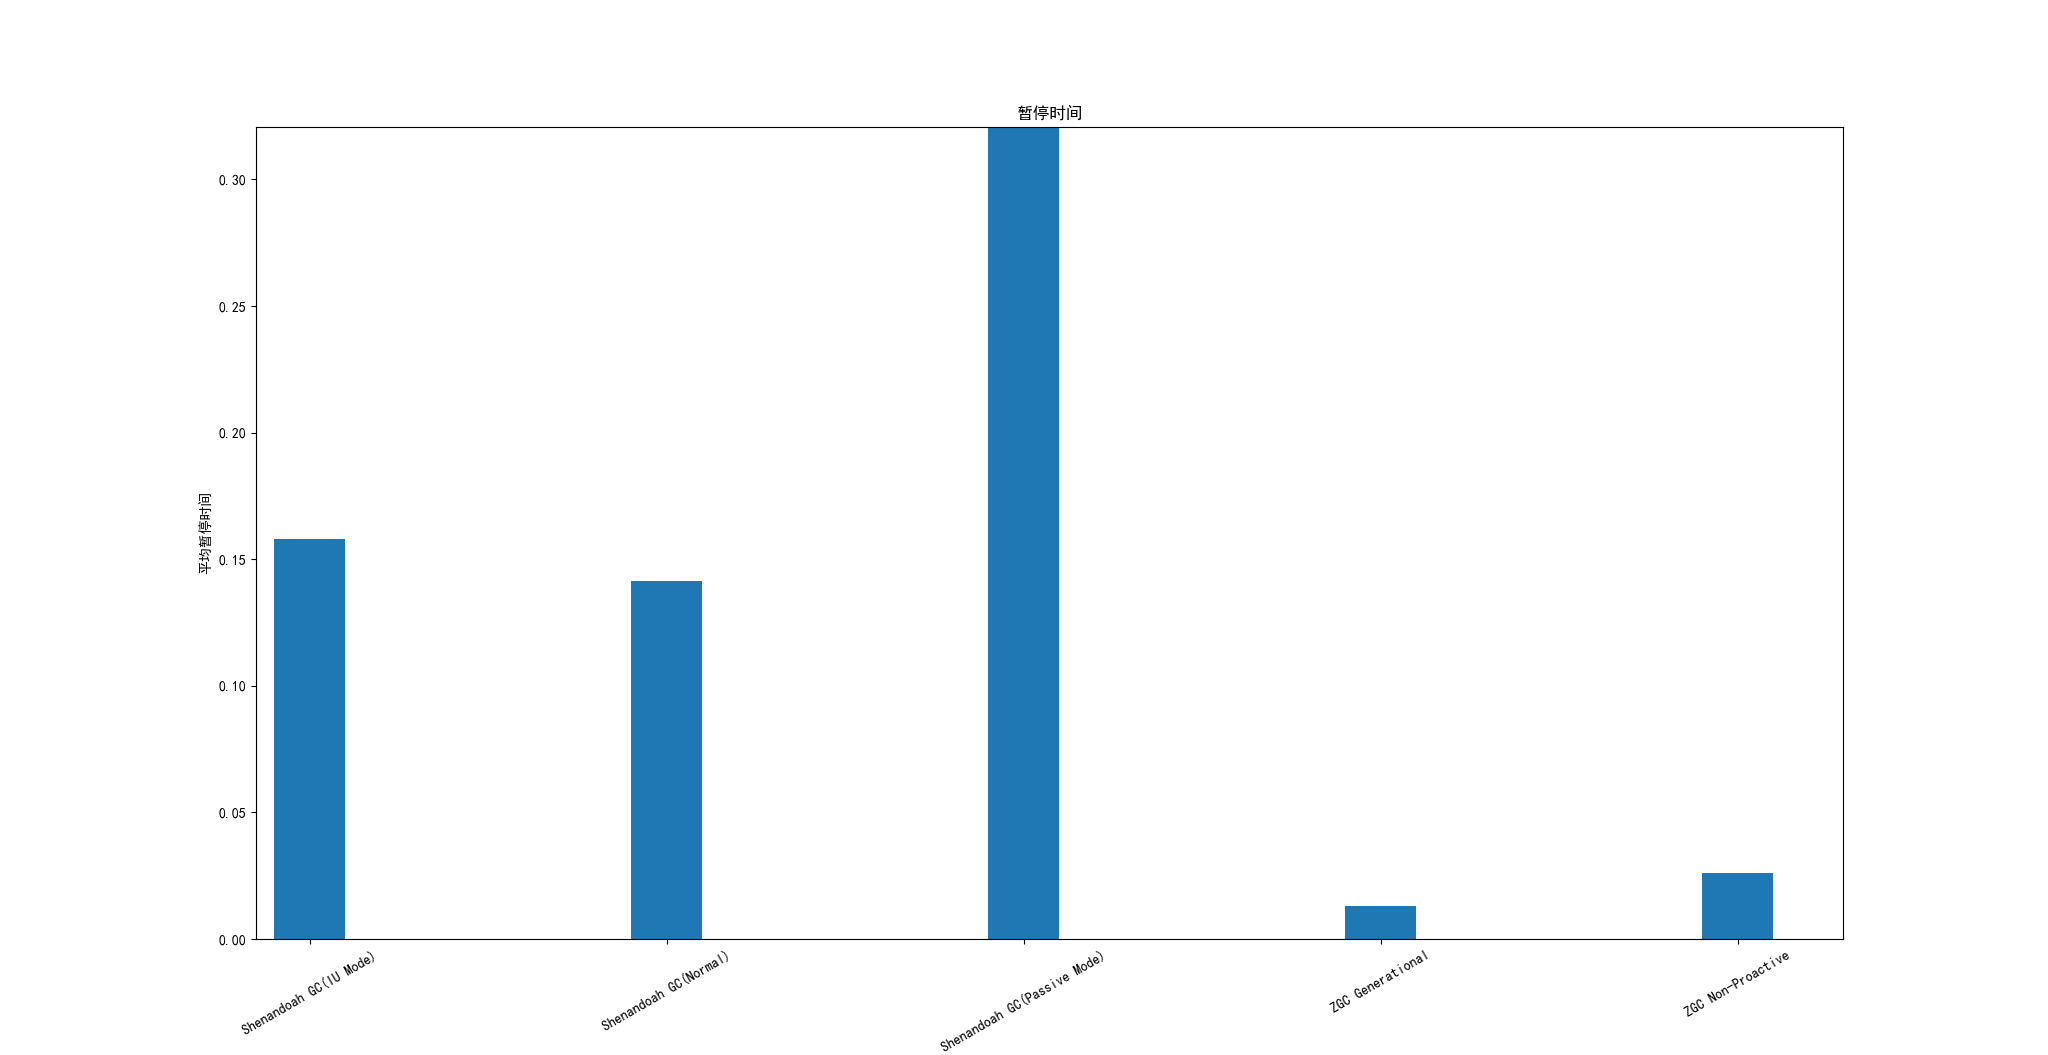 暂停时间
平均暂停时间
0.30
0.25
0.20
0.15
0.10
0.05
0.00
Shenandoah GC(IU Mode)
Shenandoah GC(Normal)
Shenandoah GC(Passive Mode)
ZGC Generational
ZGC Non-Proactive